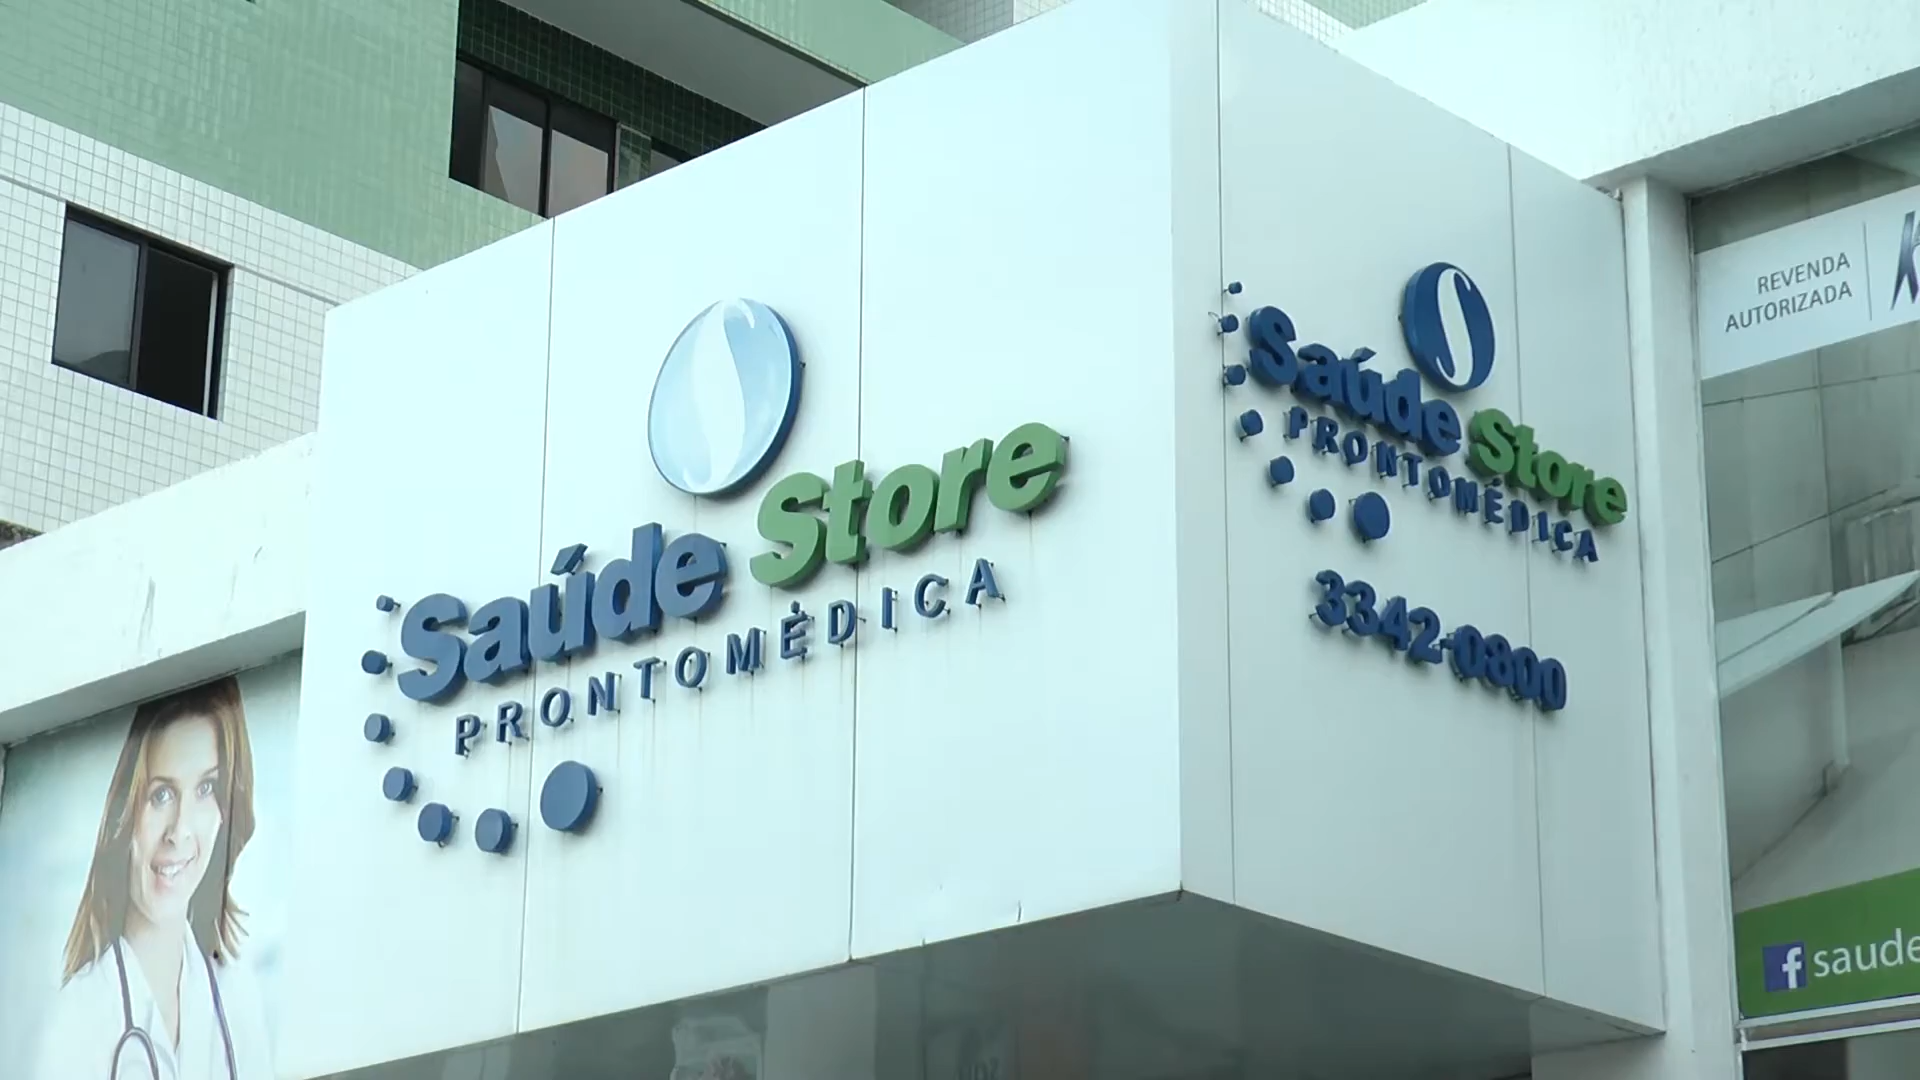 Saúde Store
PRONTOMÉDICA
Saúde Store
PRONTOMÉDICA
3342-0800
REVENDA
AUTORIZADA
saude